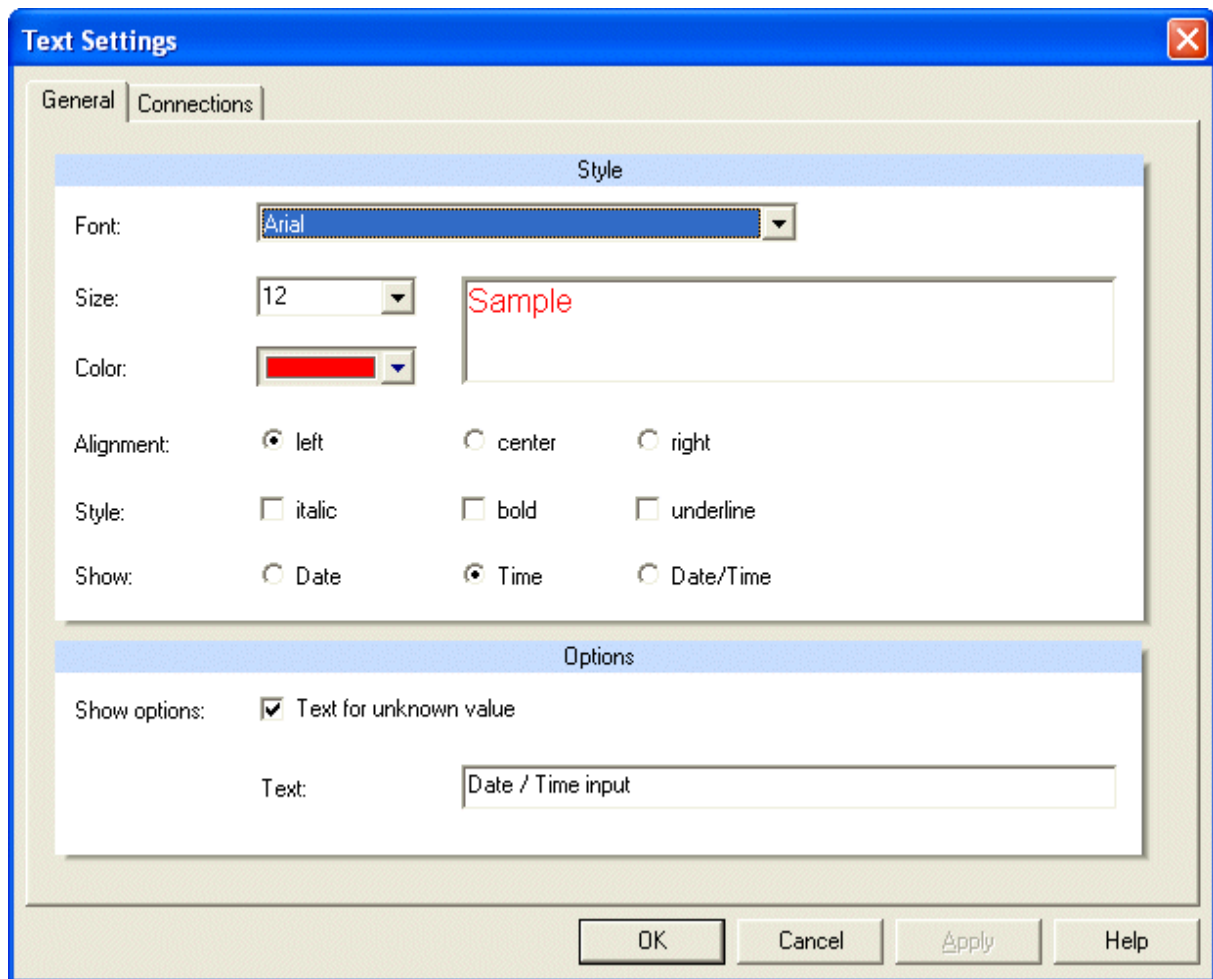 Text Settings
General Connections
Style
Font: Arial
Size: 12
Sample
Color:
Alignment: left center right
Style: italic bold underline
Show: Date Time Date/Time
Options
Show options: Text for unknown value
Text: Date / Time input
OK Cancel Apply Help